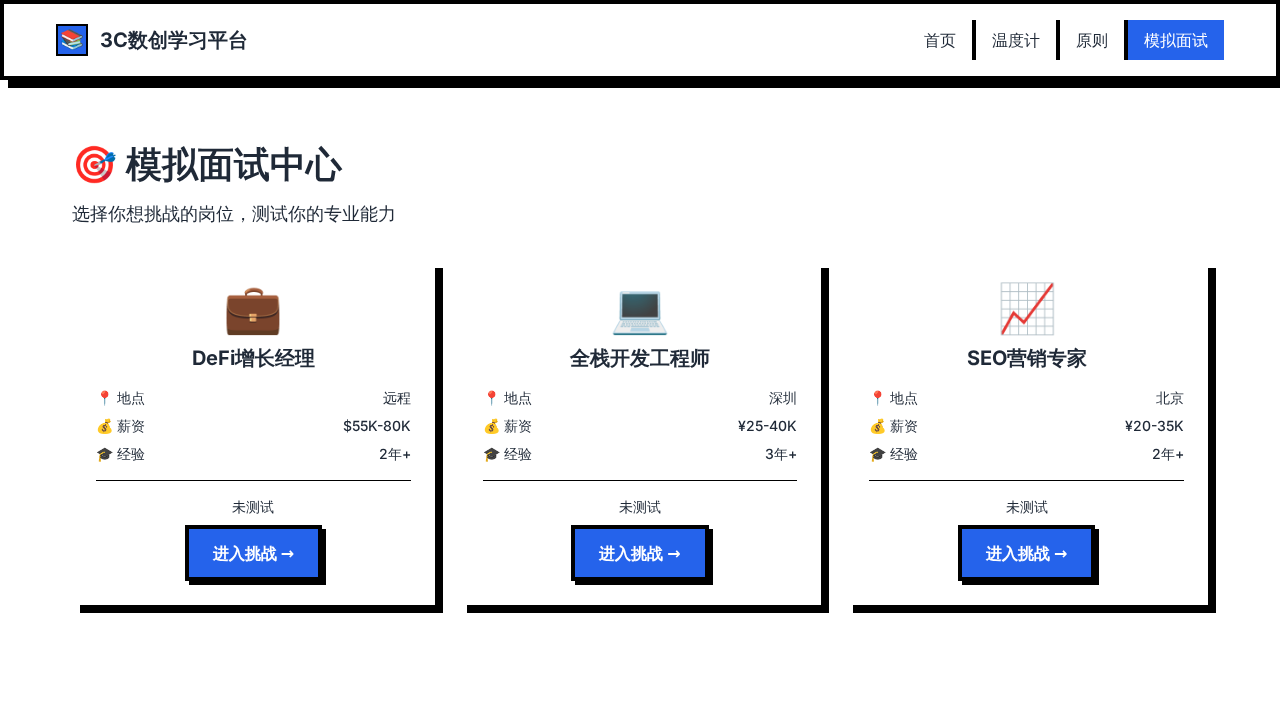 3C数创学习平台
首页
温度计
原则
模拟面试
🎯 模拟面试中心
选择你想挑战的岗位，测试你的专业能力
DeFi增长经理
📍 地点 远程
💰 薪资 $55K-80K
🎓 经验 2年+
未测试
进入挑战 →
全栈开发工程师
📍 地点 深圳
💰 薪资 ¥25-40K
🎓 经验 3年+
未测试
进入挑战 →
SEO营销专家
📍 地点 北京
💰 薪资 ¥20-35K
🎓 经验 2年+
未测试
进入挑战 →